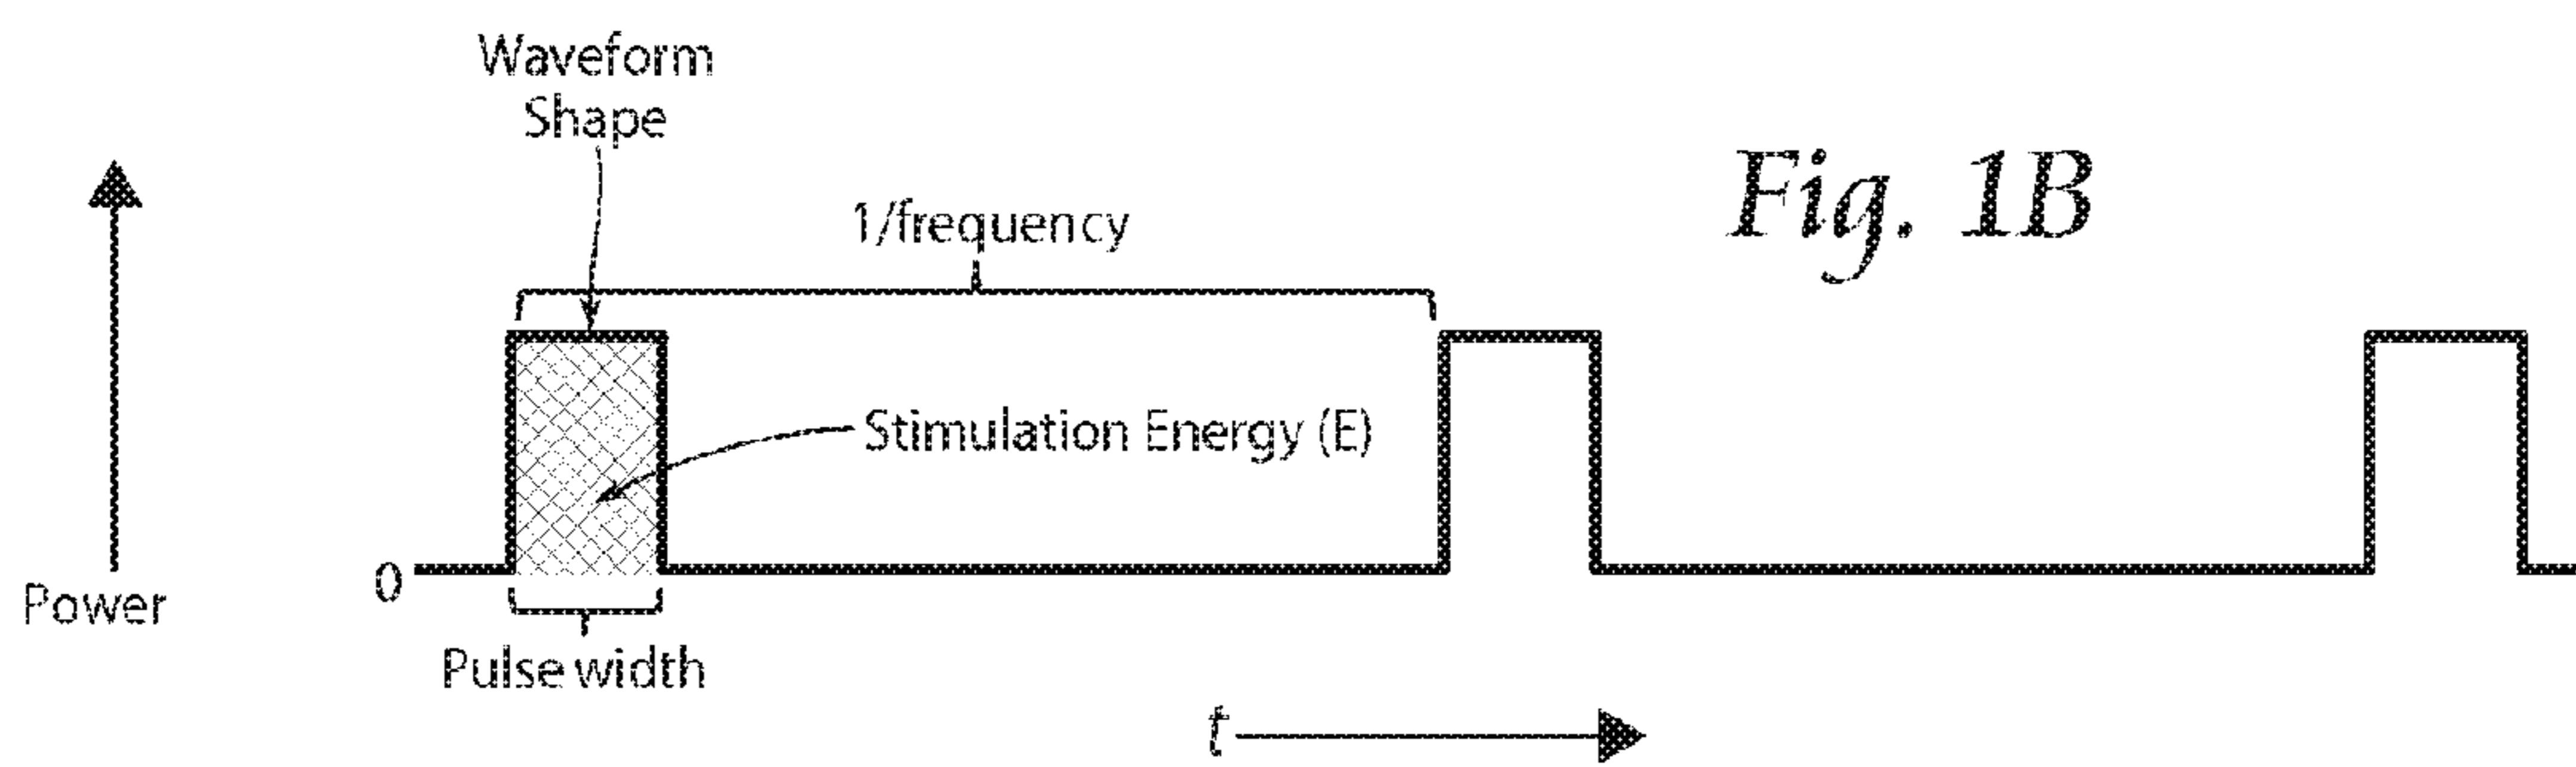 Waveform
Shape
1/frequency
Fig. 1B
Stimulation Energy (E)
0
Power
Pulse width
t